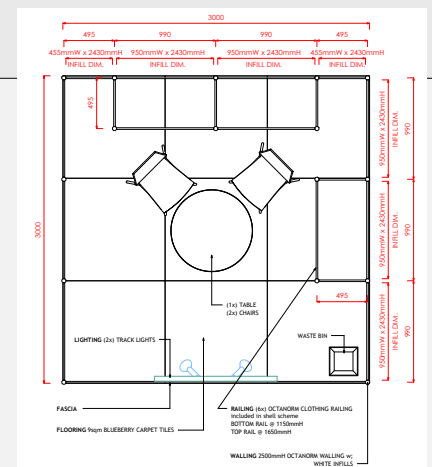 3000
495
990
990
495
455mmW x 2430mmH
950mmW x 2430mmH
950mmW x 2430mmH
455mmW x 2430mmH
INFILL DIM.
INFILL DIM.
INFILL DIM.
INFILL DIM.
495
950mmW x 2430mmH
INFILL DIM.
990
3000
950mmW x 2430mmH
INFILL DIM.
990
495
950mmW x 2430mmH
INFILL DIM.
990
(1x) TABLE
(2x) CHAIRS
LIGHTING (2x) TRACK LIGHTS
WASTE BIN
FASCIA
FLOORING 9sqm BLUEBERRY CARPET TILES
RAILING (6x) OCTANORM CLOTHING RAILING
included in shell scheme
BOTTOM RAIL @ 1150mmH
TOP RAIL @ 1650mmH
WALLING 2500mmH OCTANORM WALLING w;
WHITE INFILLS